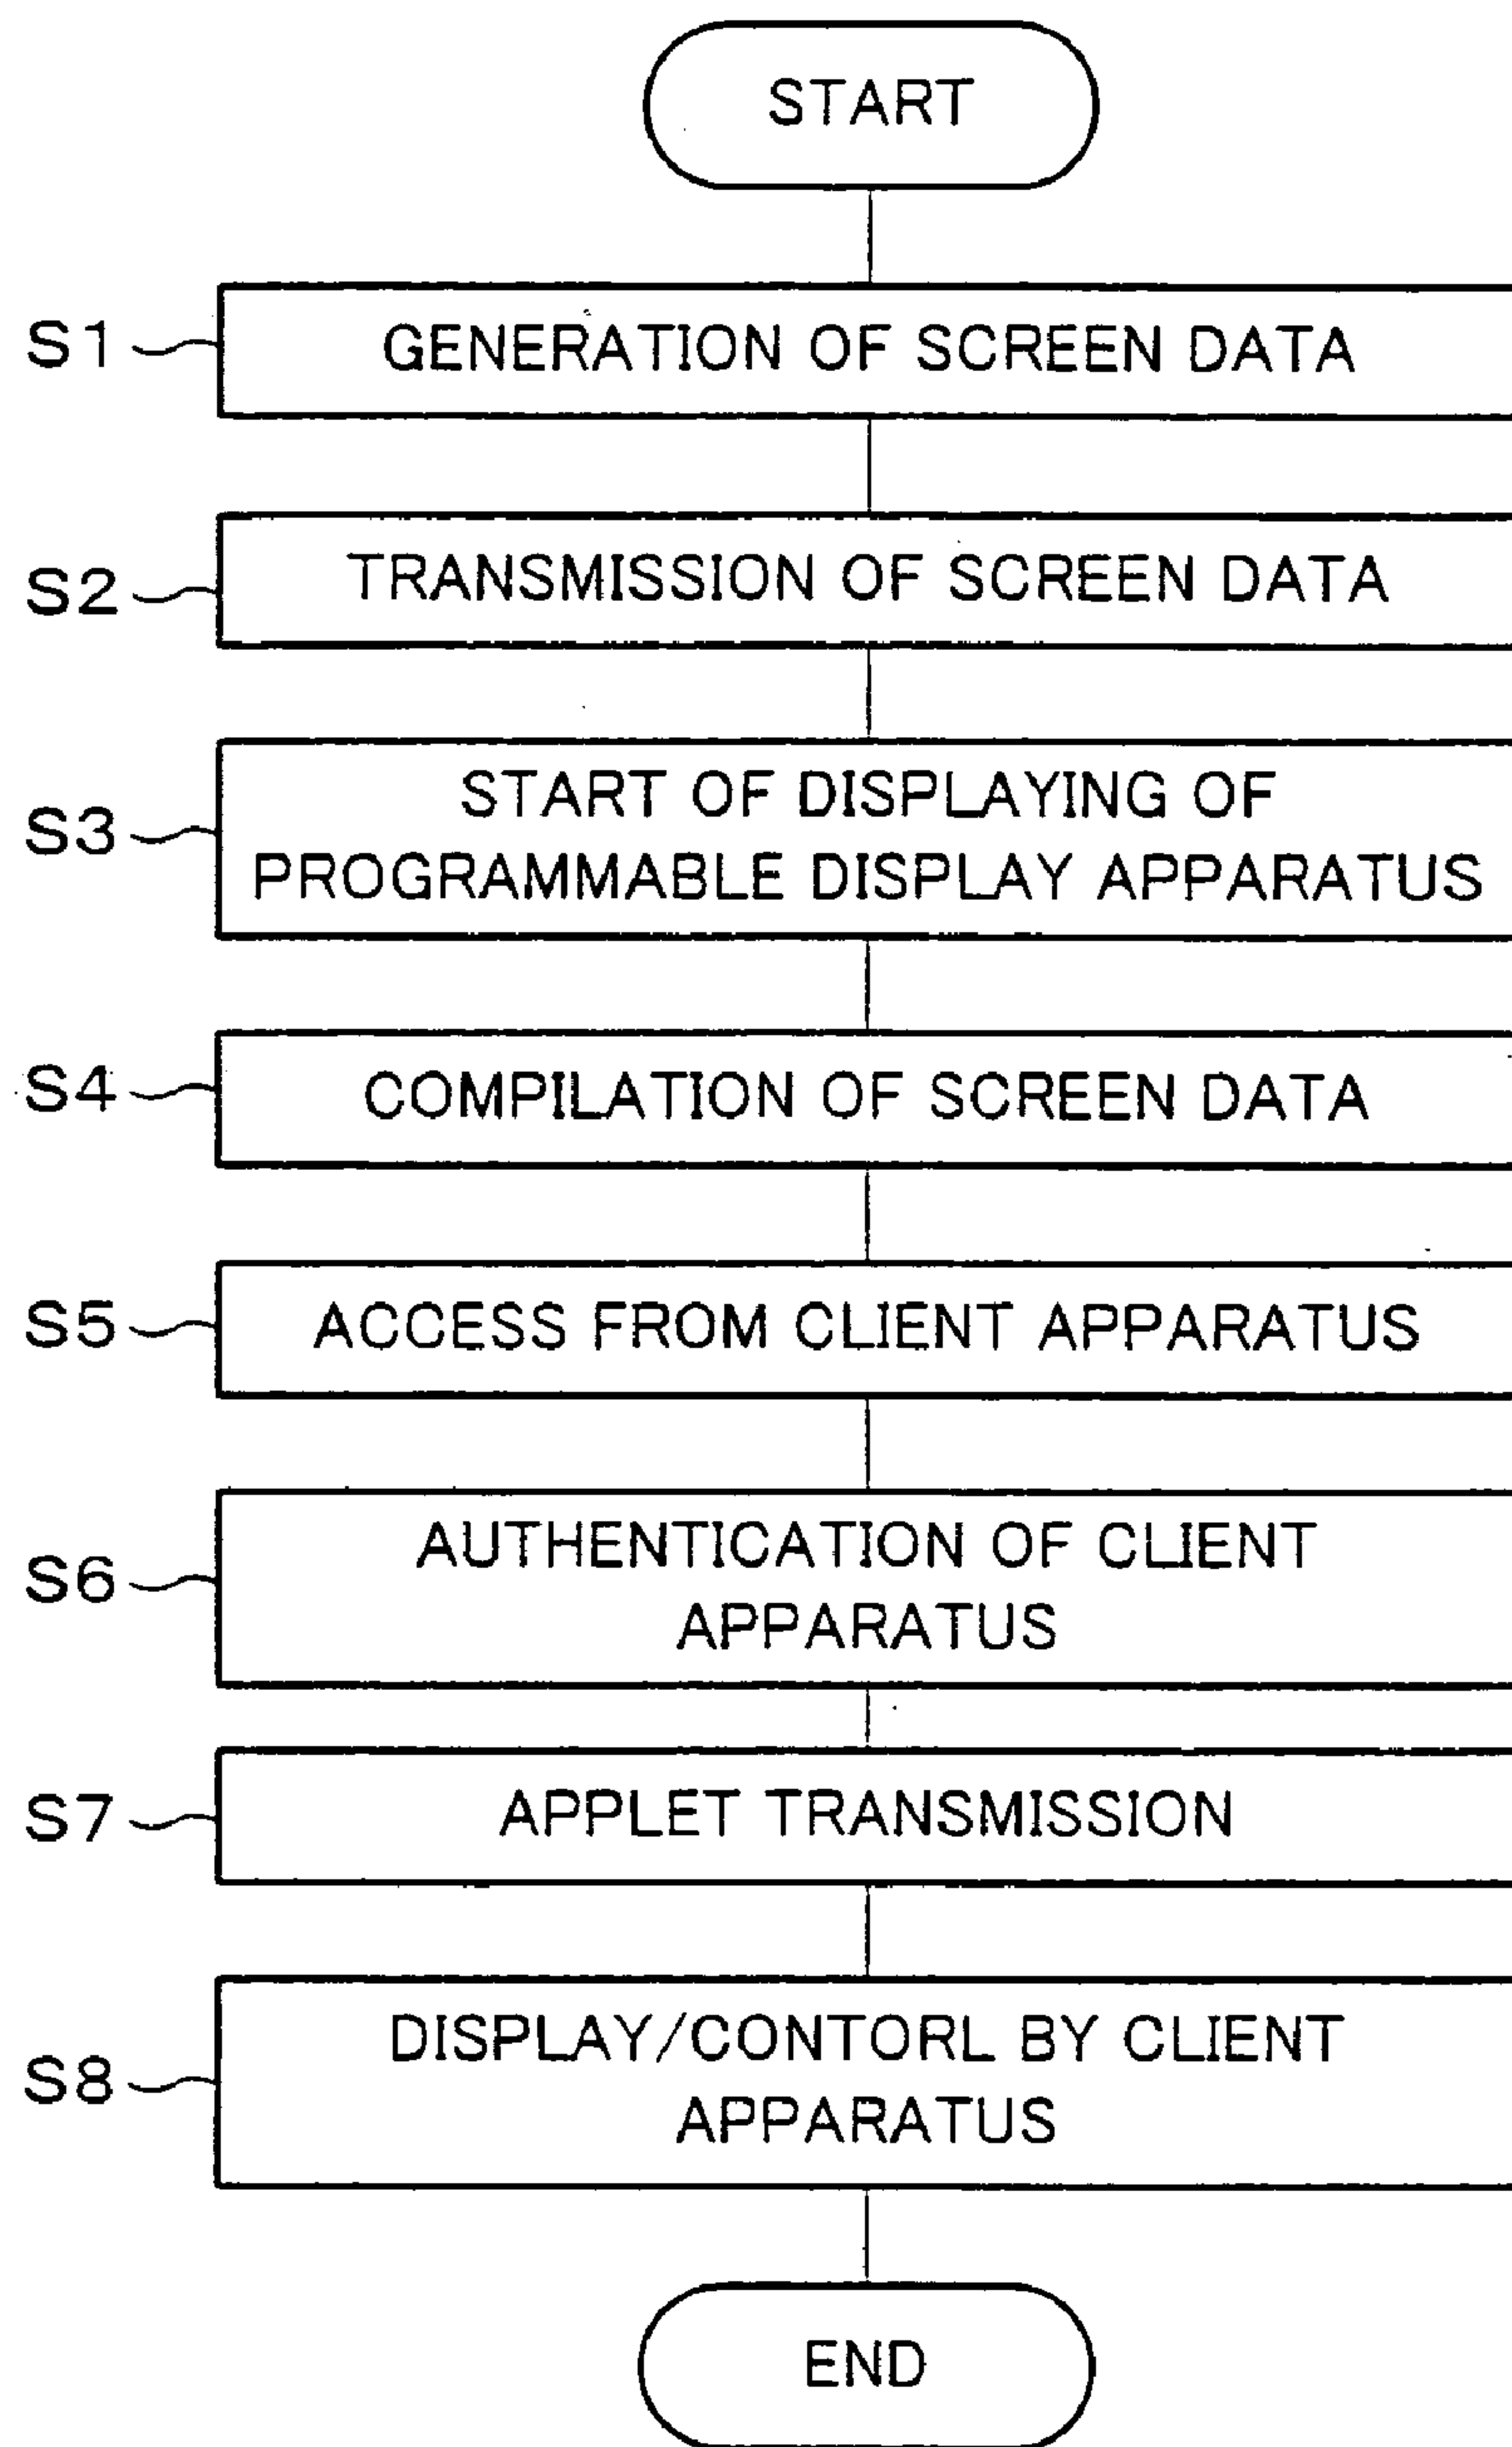 START
S1
GENERATION OF SCREEN DATA
S2
TRANSMISSION OF SCREEN DATA
S3
START OF DISPLAYING OF
PROGRAMMABLE DISPLAY APPARATUS
S4
COMPILATION OF SCREEN DATA
S5
ACCESS FROM CLIENT APPARATUS
S6
AUTHENTICATION OF CLIENT
APPARATUS
S7
APPLET TRANSMISSION
S8
DISPLAY/CONTORL BY CLIENT
APPARATUS
END